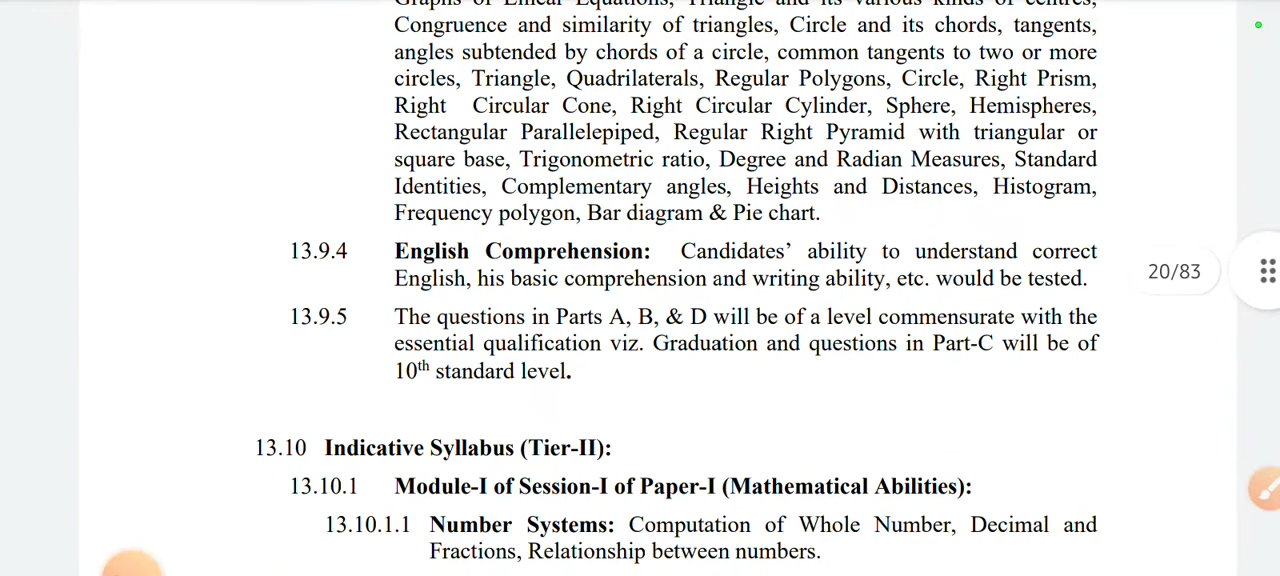 Congruence and similarity of triangles, Circle and its chords, tangents,
angles subtended by chords of a circle, common tangents to two or more
circles, Triangle, Quadrilaterals, Regular Polygons, Circle, Right Prism,
Right Circular Cone, Right Circular Cylinder, Sphere, Hemispheres,
Rectangular Parallelepiped, Regular Right Pyramid with triangular or
square base, Trigonometric ratio, Degree and Radian Measures, Standard
Identities, Complementary angles, Heights and Distances, Histogram,
Frequency polygon, Bar diagram & Pie chart.
13.9.4 English Comprehension: Candidates’ ability to understand correct
English, his basic comprehension and writing ability, etc. would be tested.
20/83
13.9.5 The questions in Parts A, B, & D will be of a level commensurate with the
essential qualification viz. Graduation and questions in Part-C will be of
10th standard level.
13.10 Indicative Syllabus (Tier-II):
13.10.1 Module-I of Session-I of Paper-I (Mathematical Abilities):
13.10.1.1 Number Systems: Computation of Whole Number, Decimal and
Fractions, Relationship between numbers.